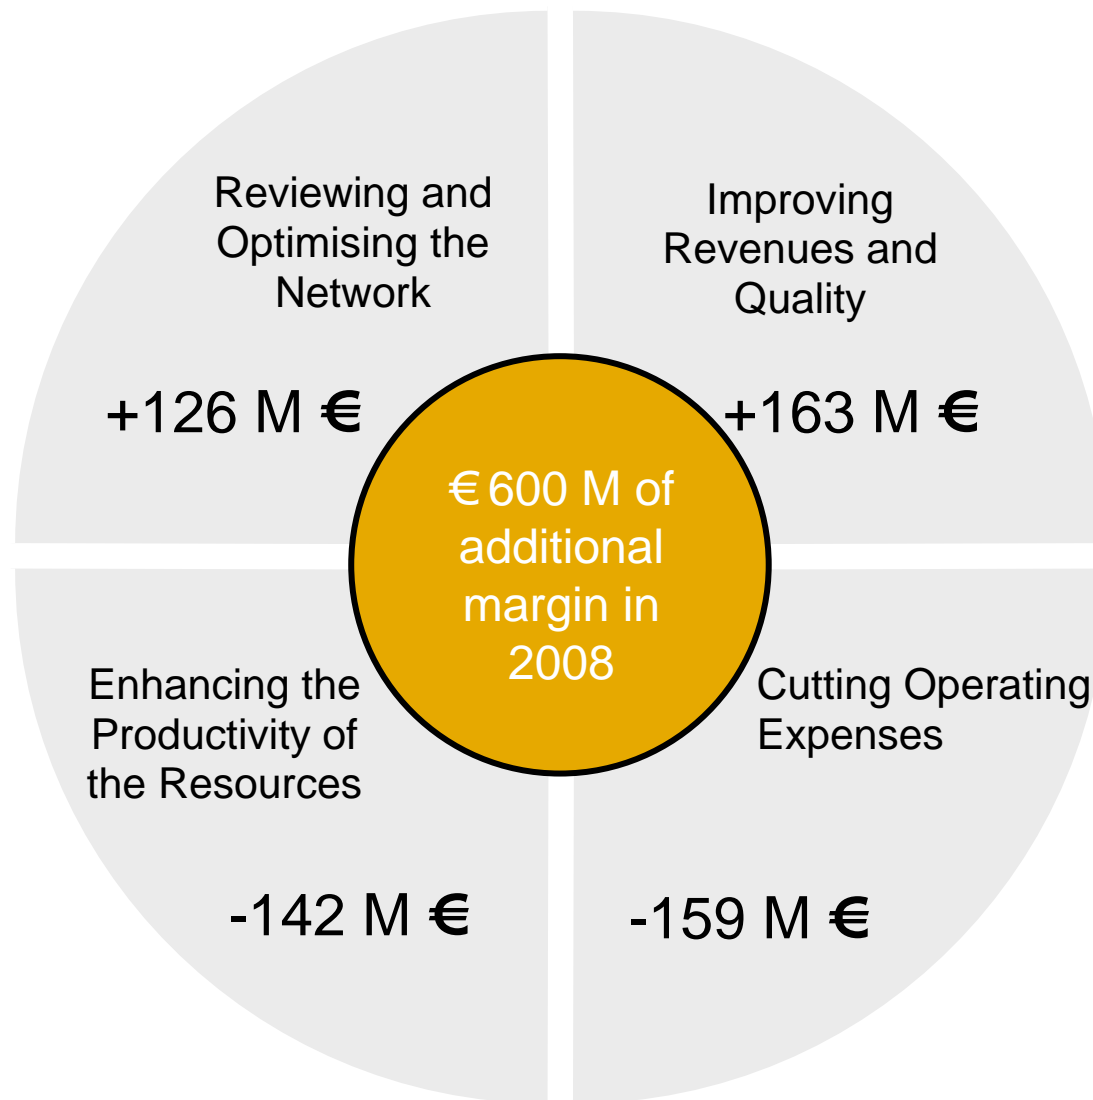 Reviewing and
Optimising the
Network
+126 M €
Improving
Revenues and
Quality
+163 M €
€ 600 M of
additional
margin in
2008
Enhancing the
Productivity of
the Resources
-142 M €
Cutting Operating
Expenses
-159 M €